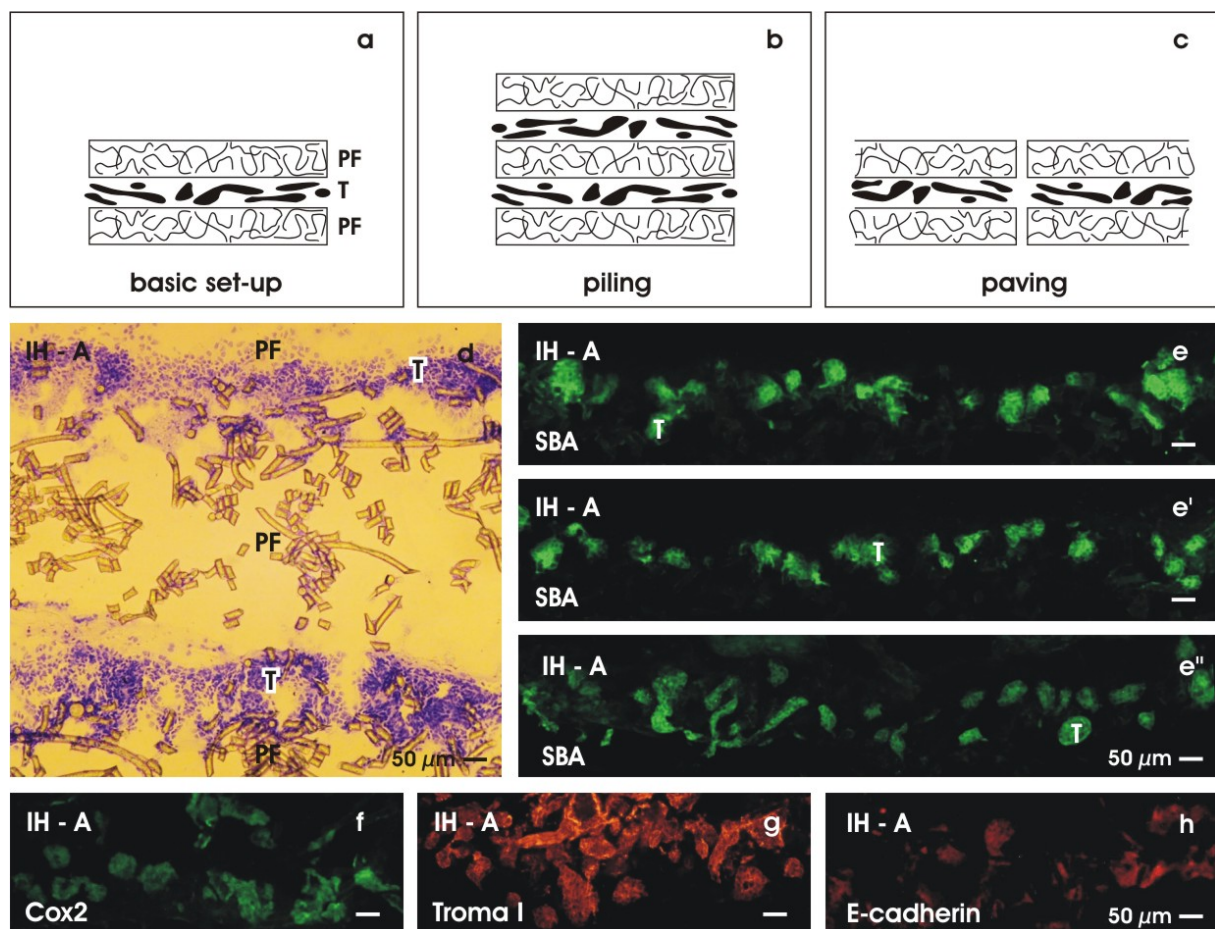 a
PF
T
PF
basic set-up
b
piling
c
paving
IH - A
PF
d
T
PF
T
PF
50 µm
IH - A
e
T
SBA
IH - A
e'
T
SBA
IH - A
e"
T
SBA
50 µm
IH - A
f
Cox2
IH - A
g
Troma I
IH - A
h
E-cadherin
50 µm